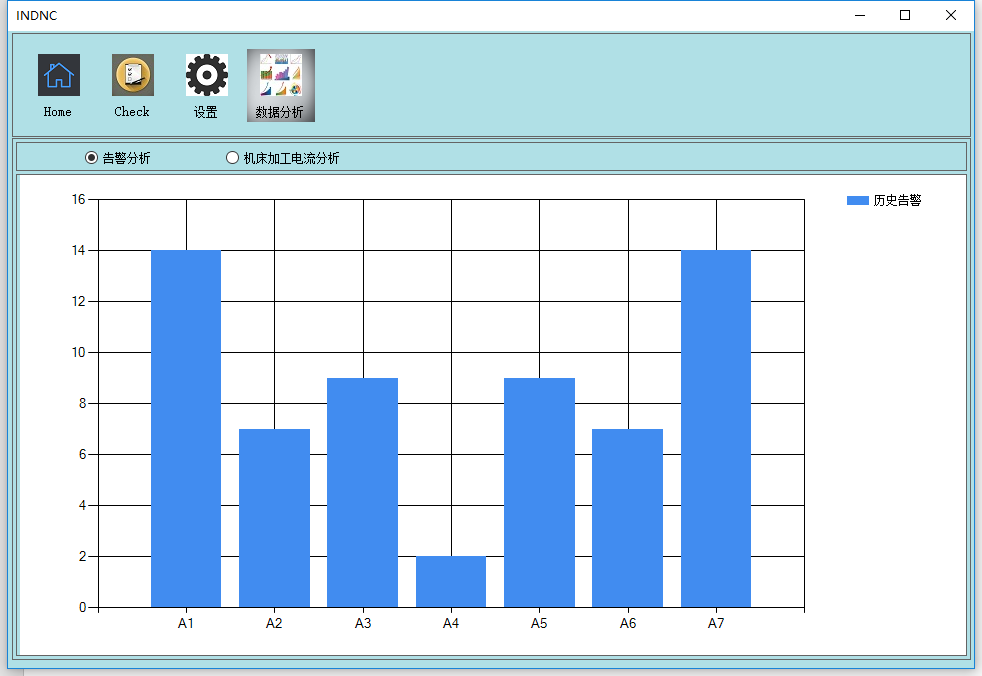 INDNC
Home
Check
设置
数据分析
告警分析
机床加工电流分析
16
14
12
10
8
6
4
2
0
A1
A2
A3
A4
A5
A6
A7
历史告警